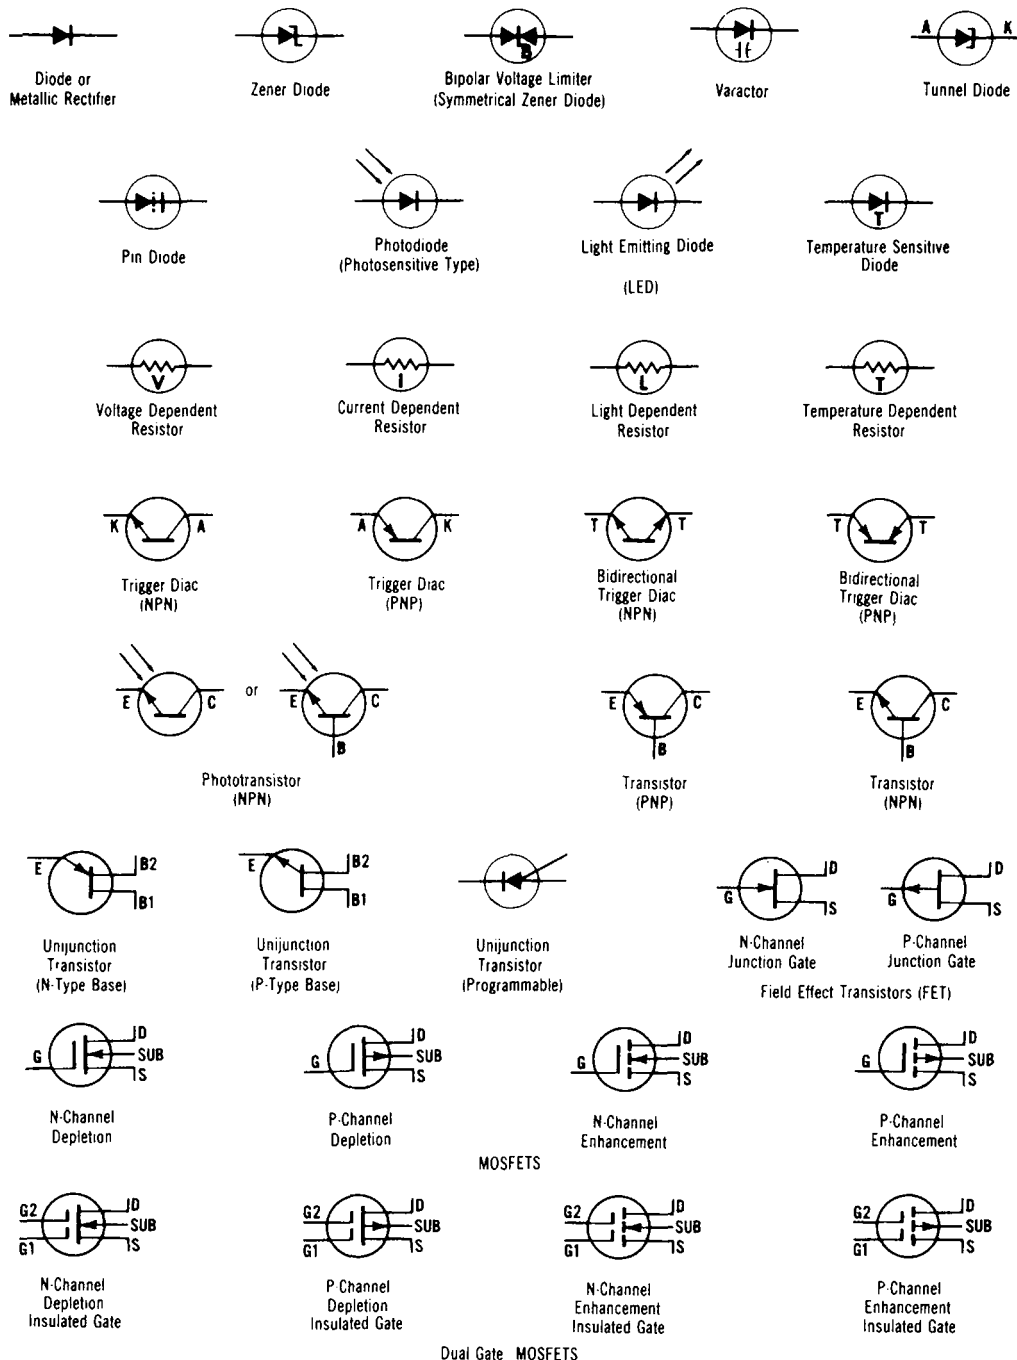 A K
B
Diode or
Metallic Rectifier
Zener Diode
Bipolar Voltage Limiter
(Symmetrical Zener Diode)
Varactor
Tunnel Diode
T
Pin Diode
Photodiode
(Photosensitive Type)
Light Emitting Diode
(LED)
Temperature Sensitive
Diode
V I L T
Voltage Dependent
Resistor
Current Dependent
Resistor
Light Dependent
Resistor
Temperature Dependent
Resistor
K A A K T T T T
Trigger Diac
(NPN)
Trigger Diac
(PNP)
Bidirectional
Trigger Diac
(NPN)
Bidirectional
Trigger Diac
(PNP)
E C or E C B
E C B
E C B
Phototransistor
(NPN)
Transistor
(PNP)
Transistor
(NPN)
E B2 B1
E B2 B1
G D S
G D S
Unijunction
Transistor
(N-Type Base)
Unijunction
Transistor
(P-Type Base)
Unijunction
Transistor
(Programmable)
N-Channel
Junction Gate
P-Channel
Junction Gate
Field Effect Transistors (FET)
G D SUB S
G D SUB S
G D SUB S
G D SUB S
N-Channel
Depletion
P-Channel
Depletion
N-Channel
Enhancement
P-Channel
Enhancement
MOSFETS
G2 G1 D SUB S
G2 G1 D SUB S
G2 G1 D SUB S
G2 G1 D SUB S
N-Channel
Depletion
Insulated Gate
P-Channel
Depletion
Insulated Gate
N-Channel
Enhancement
Insulated Gate
P-Channel
Enhancement
Insulated Gate
Dual Gate MOSFETS